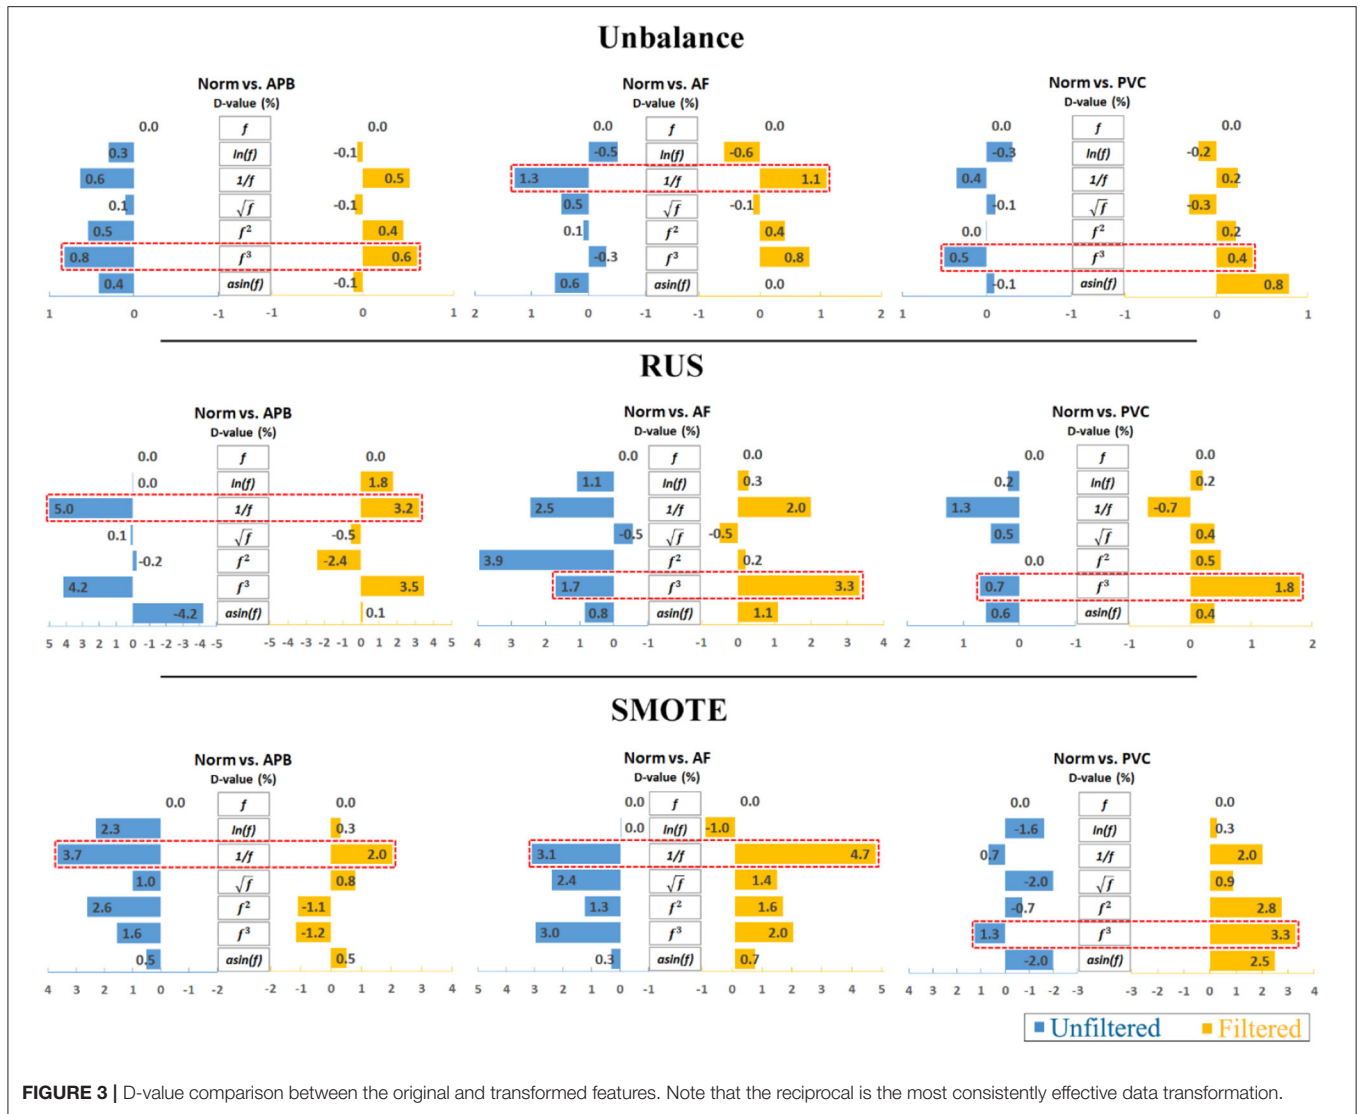 Unbalance
Norm vs. APB
D-value (%)
0.0 f 0.0
0.3 ln(f) -0.1
0.6 1/f 0.5
0.1 √f -0.1
0.5 f² 0.4
0.8 f³ 0.6
0.4 asin(f) -0.1
1 0 -1 -1 0 1
Norm vs. AF
D-value (%)
0.0 f 0.0
-0.5 ln(f) -0.6
1.3 1/f 1.1
0.5 √f -0.1
0.1 f² 0.4
-0.3 f³ 0.8
0.6 asin(f) 0.0
2 1 0 -1 -1 0 1 2
Norm vs. PVC
D-value (%)
0.0 f 0.0
-0.3 ln(f) -0.2
0.4 1/f 0.2
-0.1 √f -0.3
0.0 f² 0.2
0.5 f³ 0.4
-0.1 asin(f) 0.8
1 0 -1 -1 0 1
RUS
Norm vs. APB
D-value (%)
0.0 f 0.0
0.0 ln(f) 1.8
5.0 1/f 3.2
0.1 √f -0.5
-0.2 f² -2.4
4.2 f³ 3.5
-4.2 asin(f) 0.1
5 4 3 2 1 0 -1 -2 -3 -4 -5 -5 -4 -3 -2 -1 0 1 2 3 4 5
Norm vs. AF
D-value (%)
0.0 f 0.0
1.1 ln(f) 0.3
2.5 1/f 2.0
-0.5 √f -0.5
3.9 f² 0.2
1.7 f³ 3.3
0.8 asin(f) 1.1
4 3 2 1 0 -1 -1 0 1 2 3 4
Norm vs. PVC
D-value (%)
0.0 f 0.0
0.2 ln(f) 0.2
1.3 1/f -0.7
0.5 √f 0.4
0.0 f² 0.5
0.7 f³ 1.8
0.6 asin(f) 0.4
2 1 0 -1 -1 0 1 2
SMOTE
Norm vs. APB
D-value (%)
0.0 f 0.0
2.3 ln(f) 0.3
3.7 1/f 2.0
1.0 √f 0.8
2.6 f² -1.1
1.6 f³ -1.2
0.5 asin(f) 0.5
4 3 2 1 0 -1 -2 -2 -1 0 1 2 3 4
Norm vs. AF
D-value (%)
0.0 f 0.0
0.0 ln(f) -1.0
3.1 1/f 4.7
2.4 √f 1.4
1.3 f² 1.6
3.0 f³ 2.0
0.3 asin(f) 0.7
5 4 3 2 1 0 -1 -1 0 1 2 3 4 5
Norm vs. PVC
D-value (%)
0.0 f 0.0
-1.6 ln(f) 0.3
0.7 1/f 2.0
-2.0 √f 0.9
-0.7 f² 2.8
1.3 f³ 3.3
-2.0 asin(f) 2.5
4 3 2 1 0 -1 -2 -3 -3 -2 -1 0 1 2 3 4
Unfiltered Filtered
FIGURE 3 | D-value comparison between the original and transformed features. Note that the reciprocal is the most consistently effective data transformation.